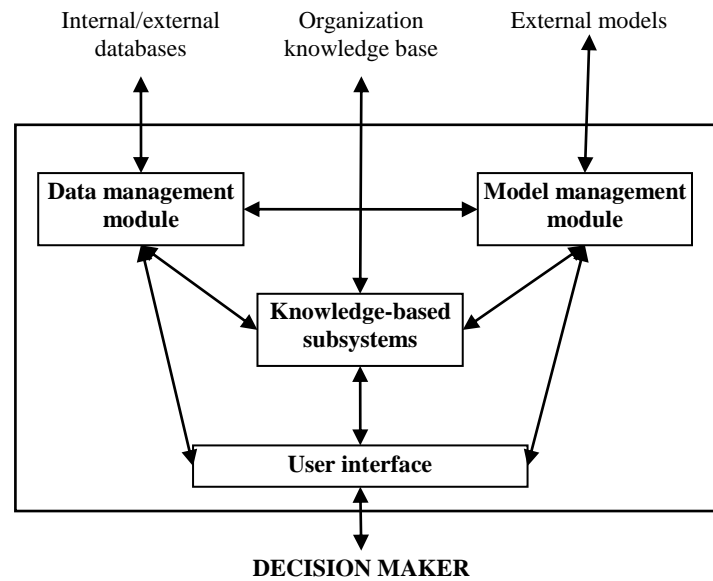 Internal/external
databases
Organization
knowledge base
External models
Data management
module
Model management
module
Knowledge-based
subsystems
User interface
DECISION MAKER